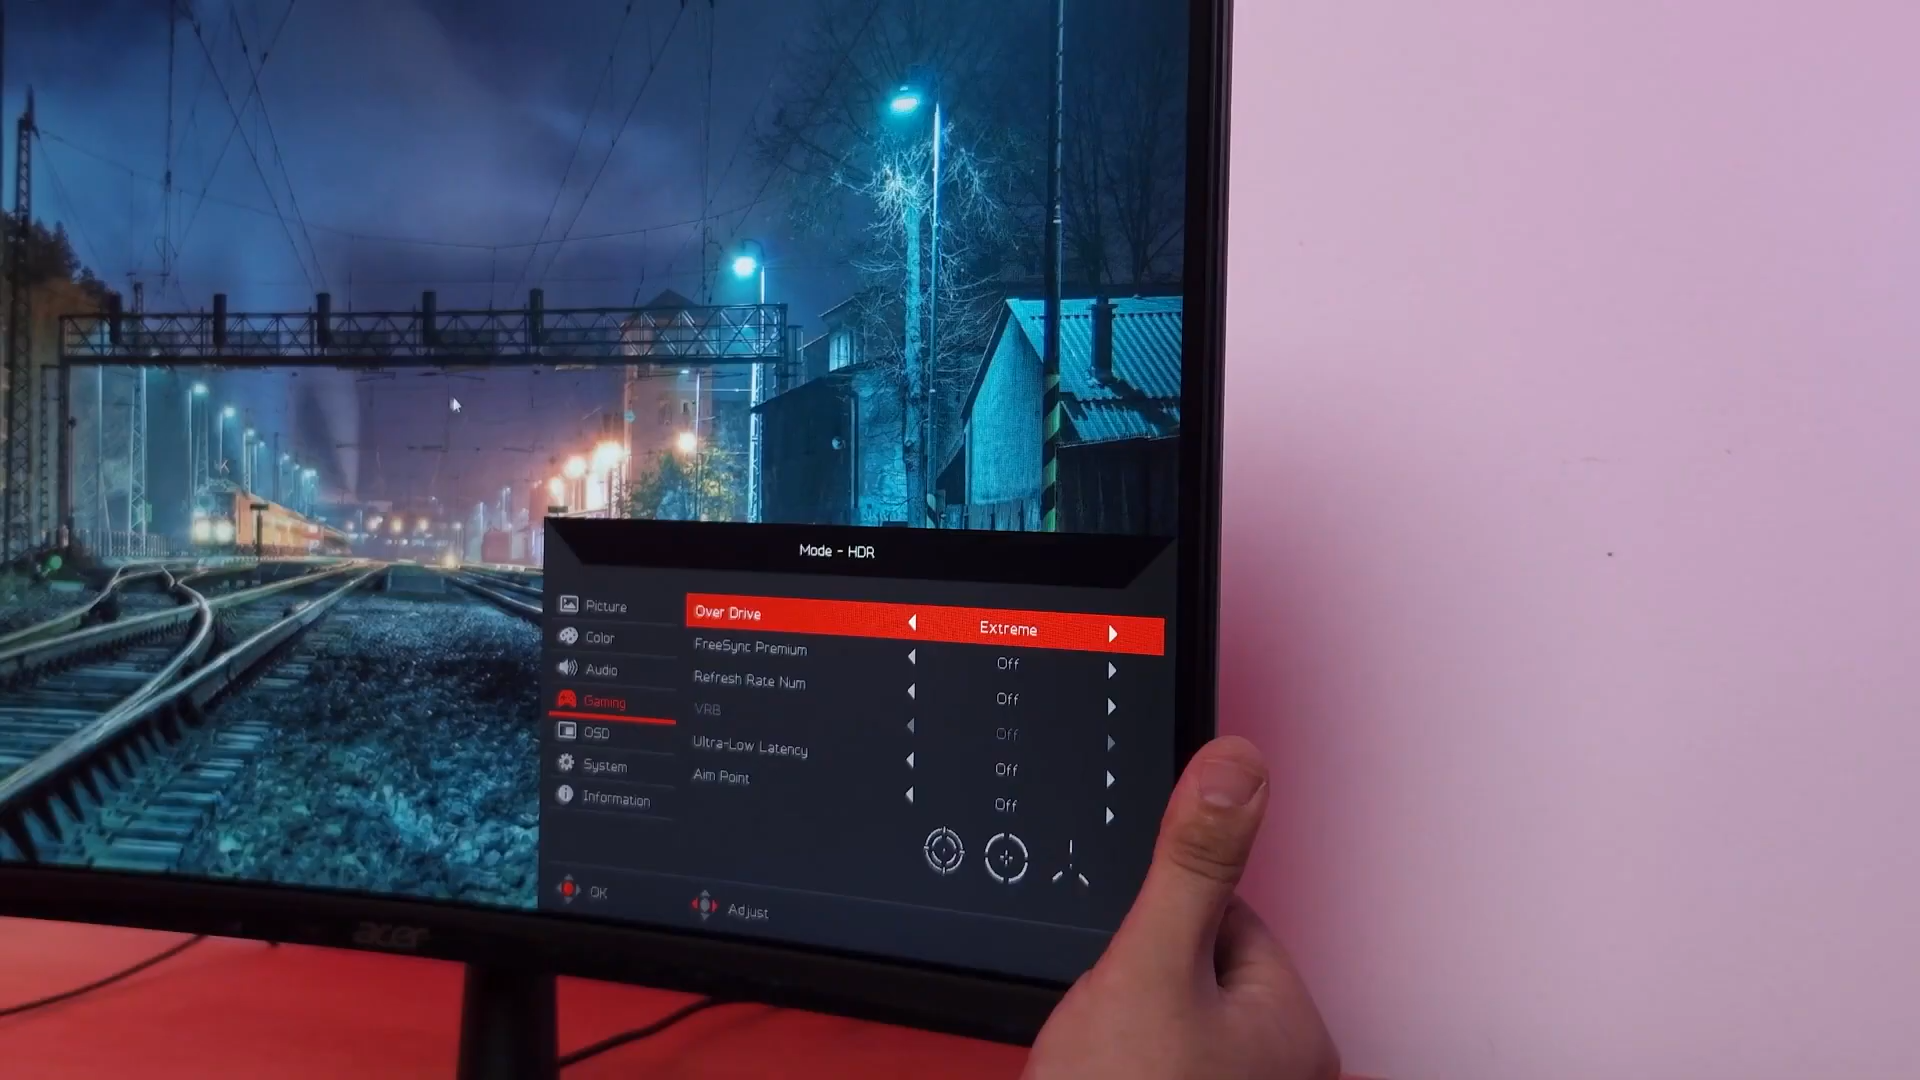 Mode - HDR
Picture
Color
Audio
Gaming
OSD
System
Information
Over Drive Extreme
FreeSync Premium Off
Refresh Rate Num Off
VRB Off
Ultra-Low Latency Off
Aim Point Off
OK Adjust
acer